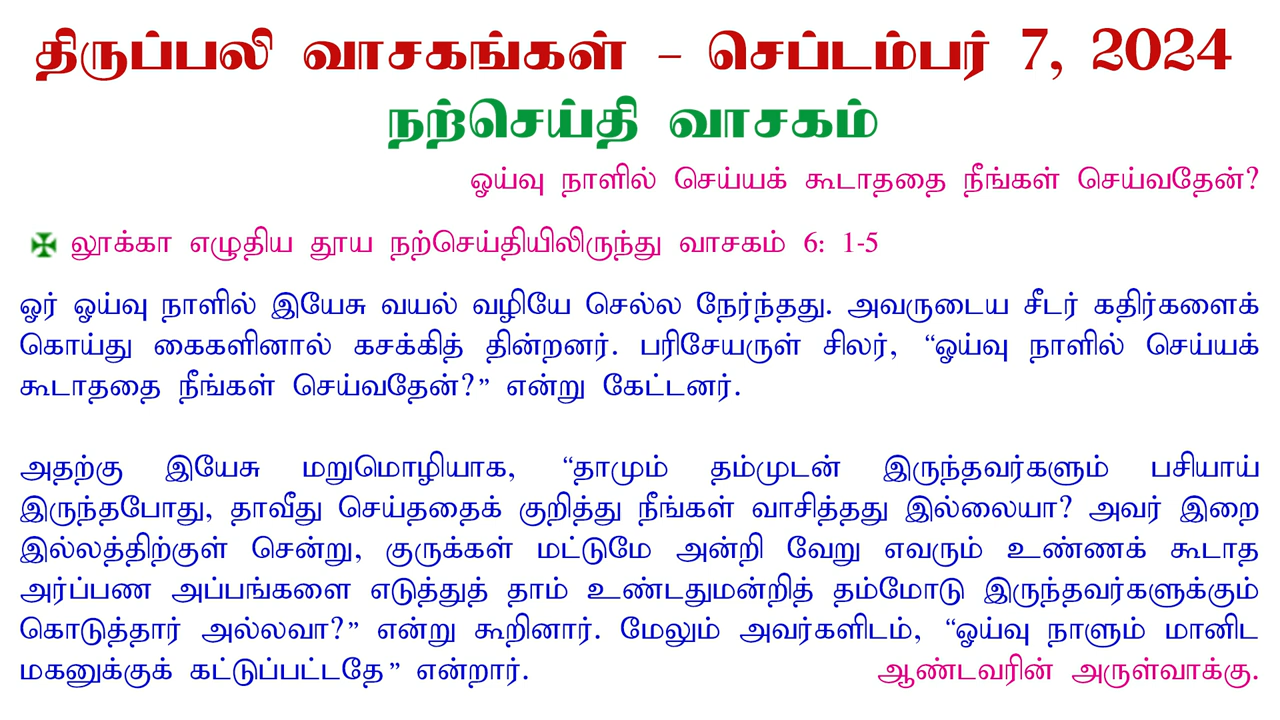 திருப்பலி வாசகங்கள் – செப்டம்பர் 7, 2024
நற்செய்தி வாசகம்
ஓய்வு நாளில் செய்யக் கூடாததை நீங்கள் செய்வதேன்?
✠ லூக்கா எழுதிய தூய நற்செய்தியிலிருந்து வாசகம் 6: 1-5
ஓர் ஓய்வு நாளில் இயேசு வயல் வழியே செல்ல நேர்ந்தது. அவருடைய சீடர் கதிர்களைக்
கொய்து கைகளினால் கசக்கித் தின்றனர். பரிசேயருள் சிலர், “ஓய்வு நாளில் செய்யக்
கூடாததை நீங்கள் செய்வதேன்?” என்று கேட்டனர்.
அதற்கு இயேசு மறுமொழியாக, “தாமும் தம்முடன் இருந்தவர்களும் பசியாய்
இருந்தபோது, தாவீது செய்ததைக் குறித்து நீங்கள் வாசித்தது இல்லையா? அவர் இறை
இல்லத்திற்குள் சென்று, குருக்கள் மட்டுமே அன்றி வேறு எவரும் உண்ணக் கூடாத
அர்ப்பண அப்பங்களை எடுத்துத் தாம் உண்டதுமன்றித் தம்மோடு இருந்தவர்களுக்கும்
கொடுத்தார் அல்லவா?” என்று கூறினார். மேலும் அவர்களிடம், “ஓய்வு நாளும் மானிட
மகனுக்குக் கட்டுப்பட்டதே” என்றார். ஆண்டவரின் அருள்வாக்கு.